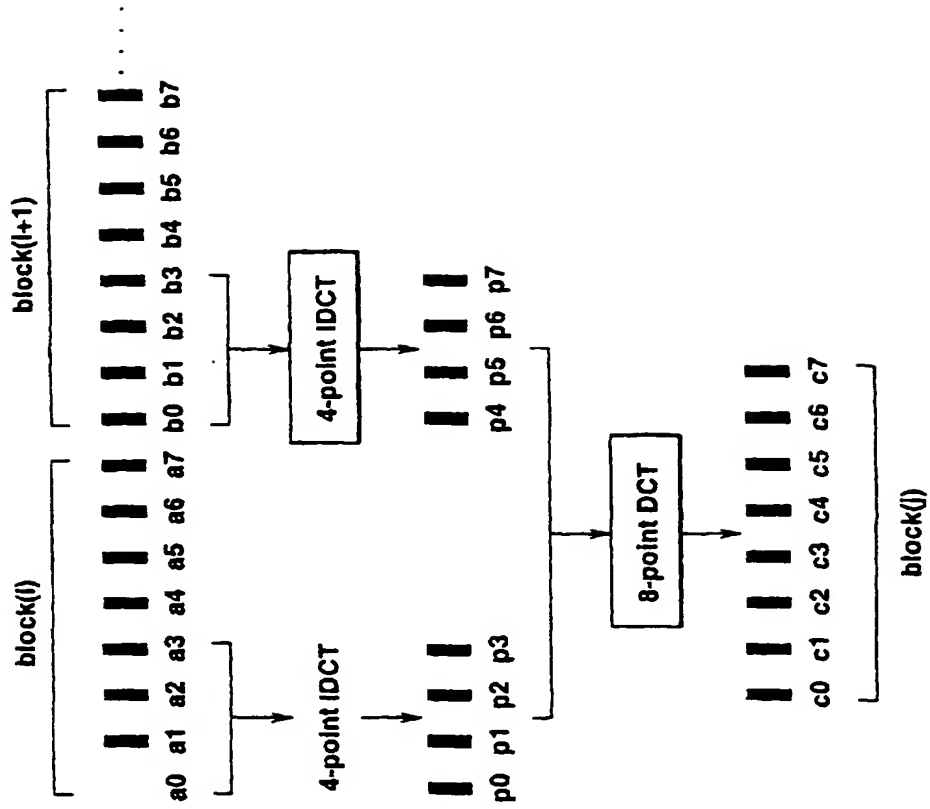 block(i) block(i+1)
a0 a1 a2 a3 a4 a5 a6 a7 b0 b1 b2 b3 b4 b5 b6 b7 . . . . .
4-point IDCT 4-point IDCT
p0 p1 p2 p3 p4 p5 p6 p7
8-point DCT
c0 c1 c2 c3 c4 c5 c6 c7
block(j)